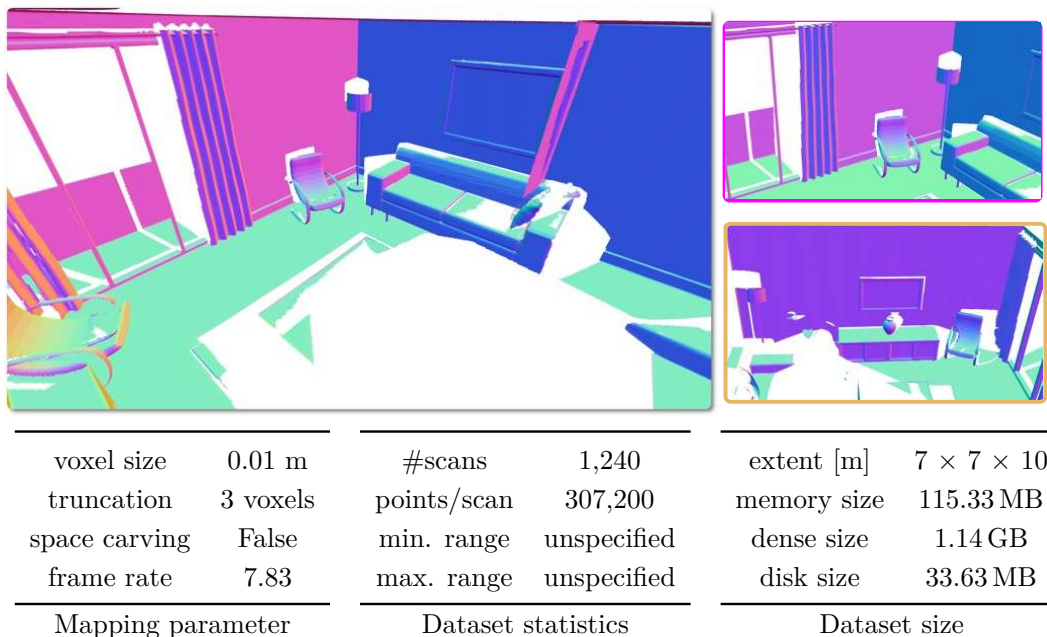 voxel size 0.01 m
truncation 3 voxels
space carving False
frame rate 7.83
Mapping parameter
#scans 1,240
points/scan 307,200
min. range unspecified
max. range unspecified
Dataset statistics
extent [m] 7 × 7 × 10
memory size 115.33 MB
dense size 1.14 GB
disk size 33.63 MB
Dataset size